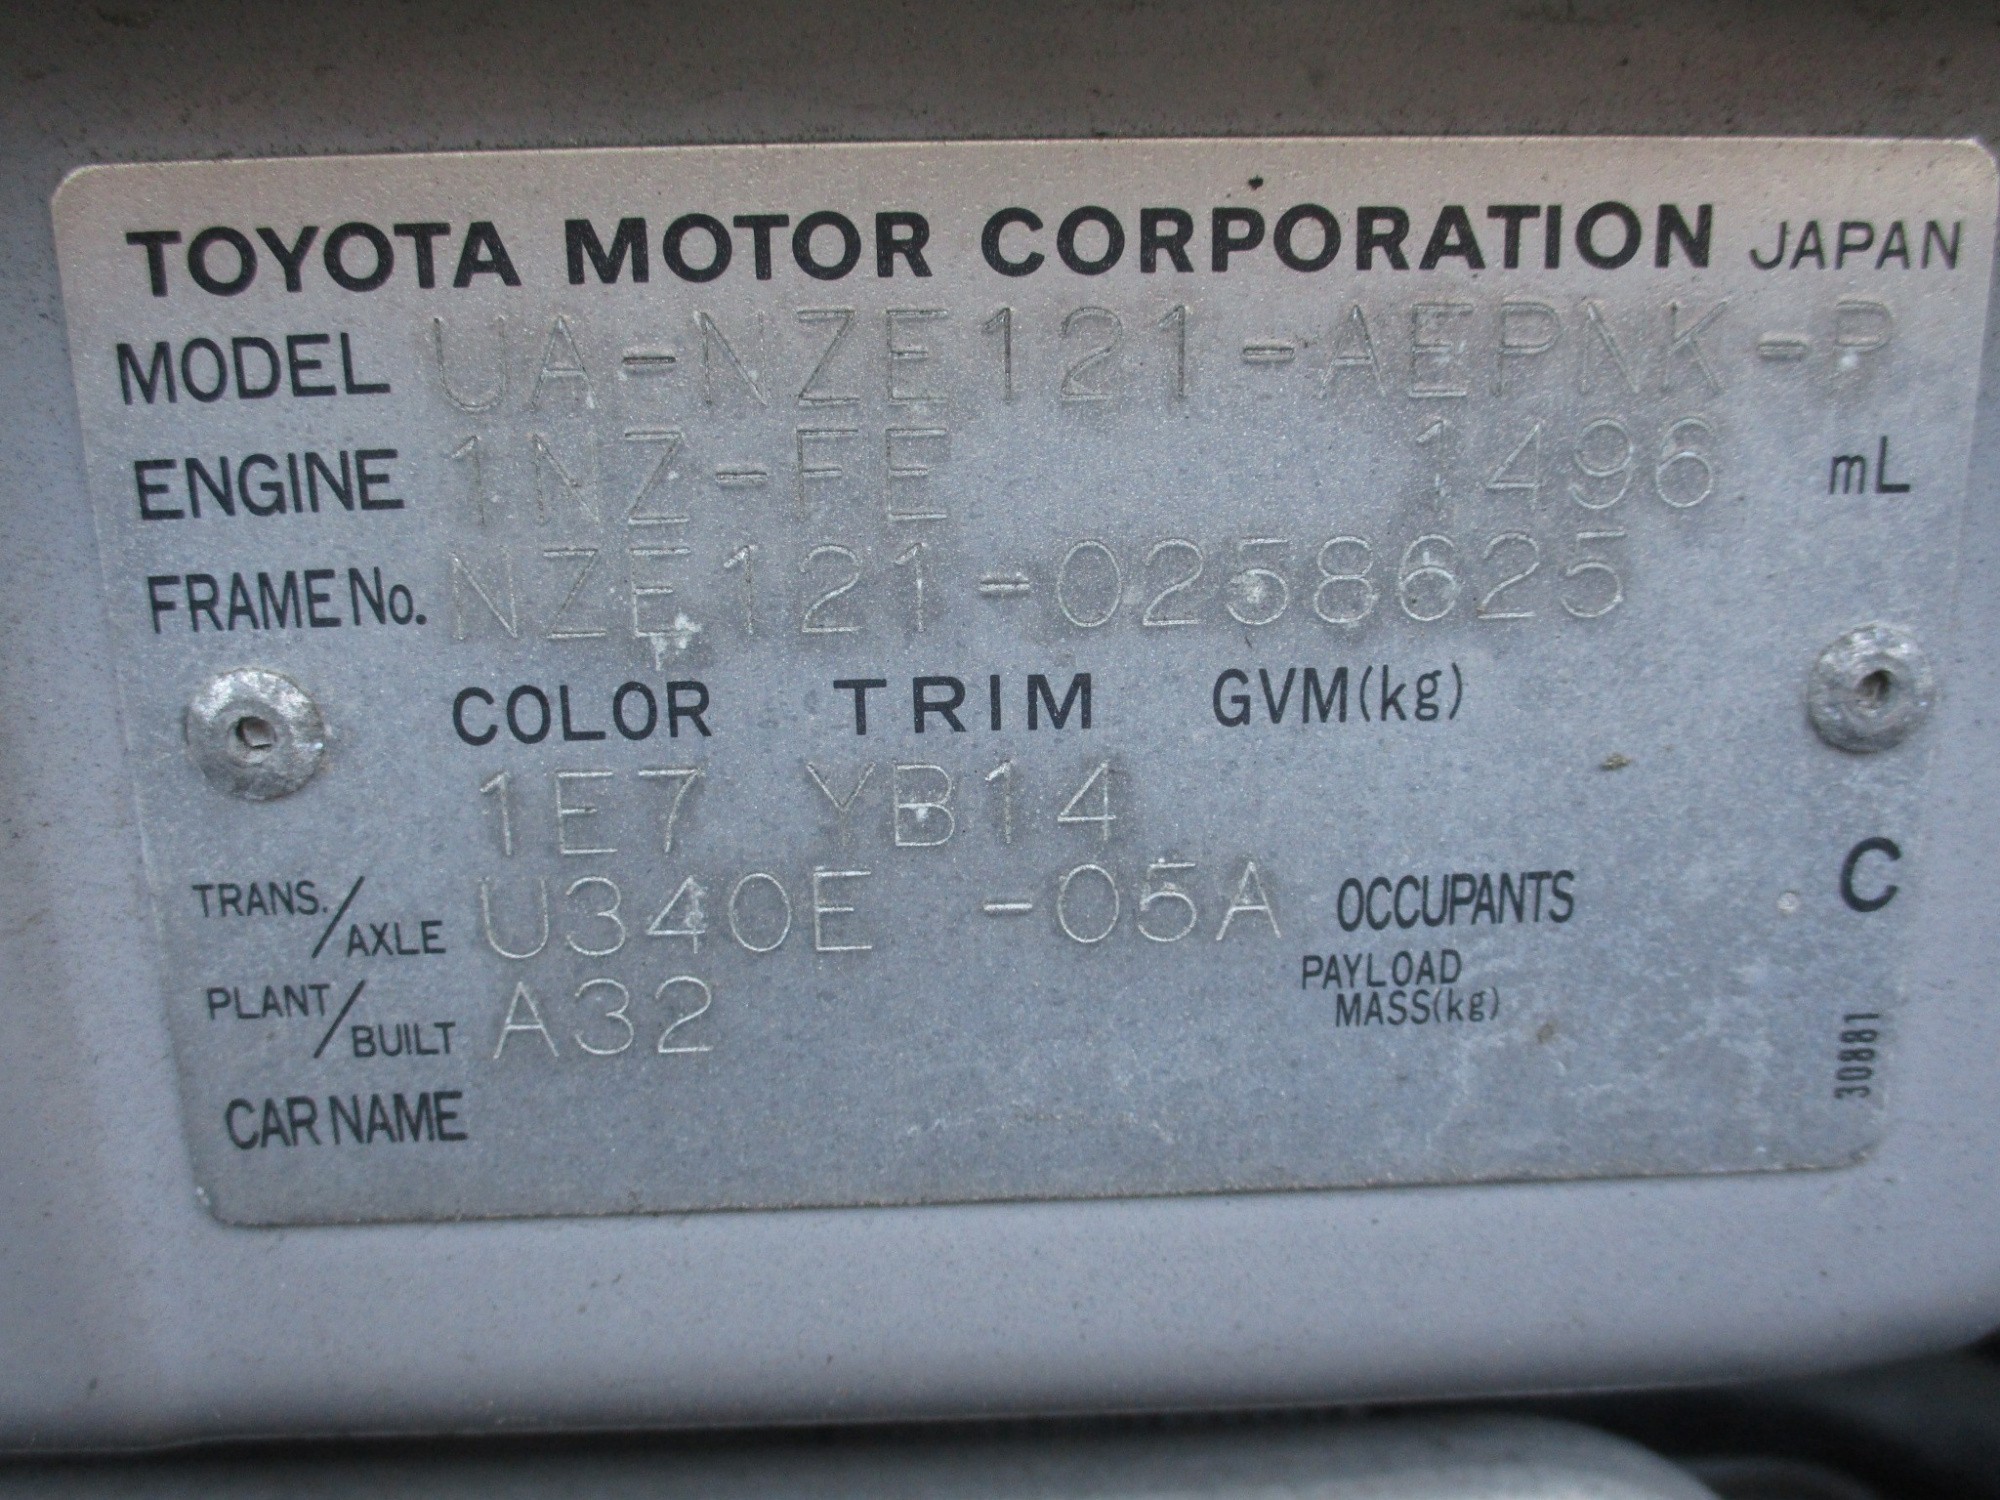 TOYOTA MOTOR CORPORATION JAPAN
MODEL UA-NZE121-AEPNK-P
ENGINE 1NZ-FE 1496 mL
FRAME No. NZE121-0258625
COLOR TRIM GVM(kg)
1E7 YB14
TRANS./AXLE U340E -05A OCCUPANTS C
PAYLOAD MASS(kg)
PLANT/BUILT A32
30881
CAR NAME